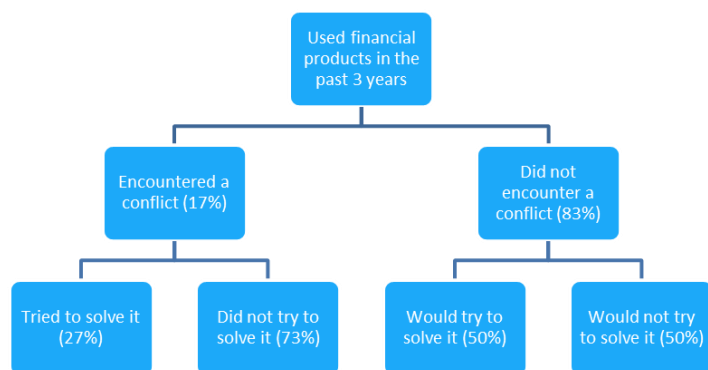 Used financial
products in the
past 3 years
Encountered a
conflict (17%)
Did not
encounter a
conflict (83%)
Tried to solve it
(27%)
Did not try to
solve it (73%)
Would try to
solve it (50%)
Would not try
to solve it (50%)